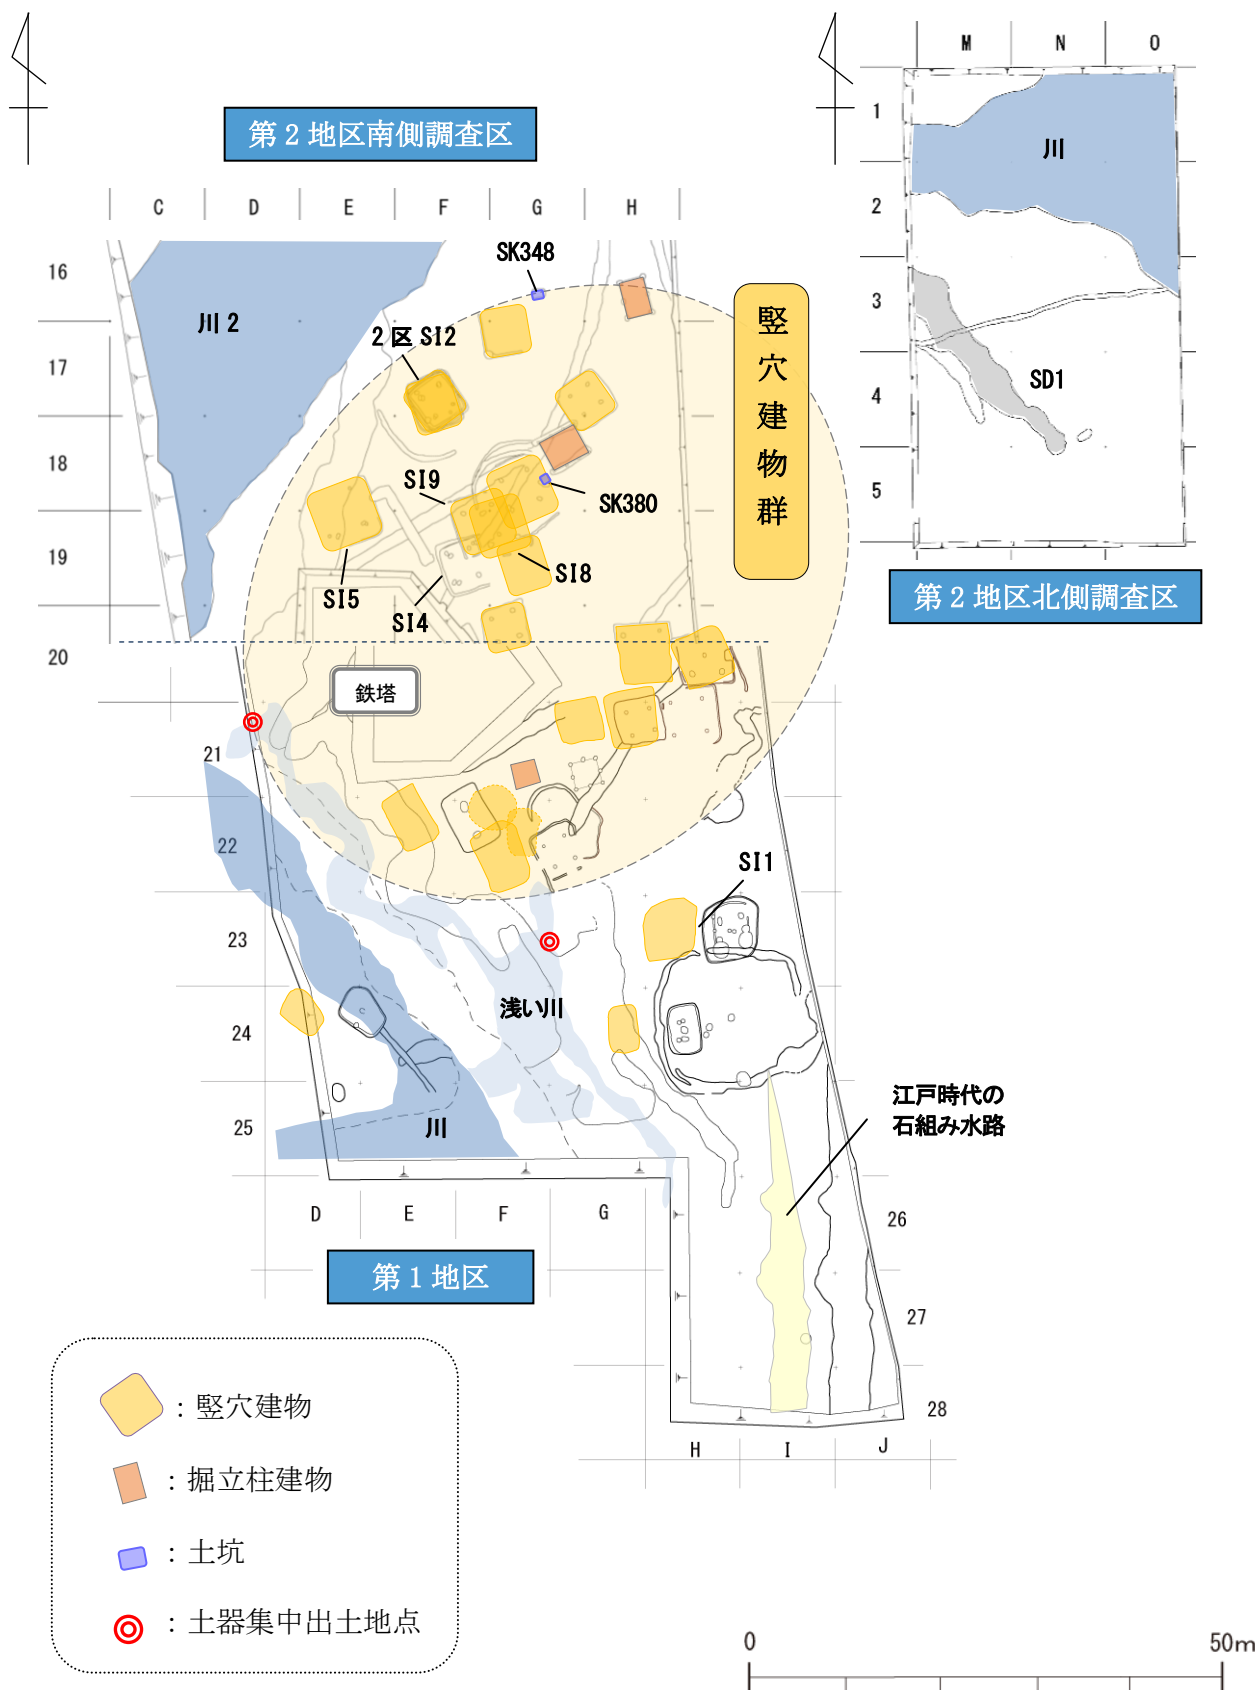 第2地区南側調査区
C D E F G H
16
17
18
19
20
21
22
23
24
25
川2
2区 SI2
SK348
SI9
SK380
SI8
SI5
SI4
竪穴建物群
鉄塔
SI1
浅い川
川
江戸時代の
石組み水路
D E F G
第1地区
26
27
28
H I J
M N O
1
2
3
4
5
川
SD1
第2地区北側調査区
：竪穴建物
：掘立柱建物
：土坑
：土器集中出土地点
0 50m